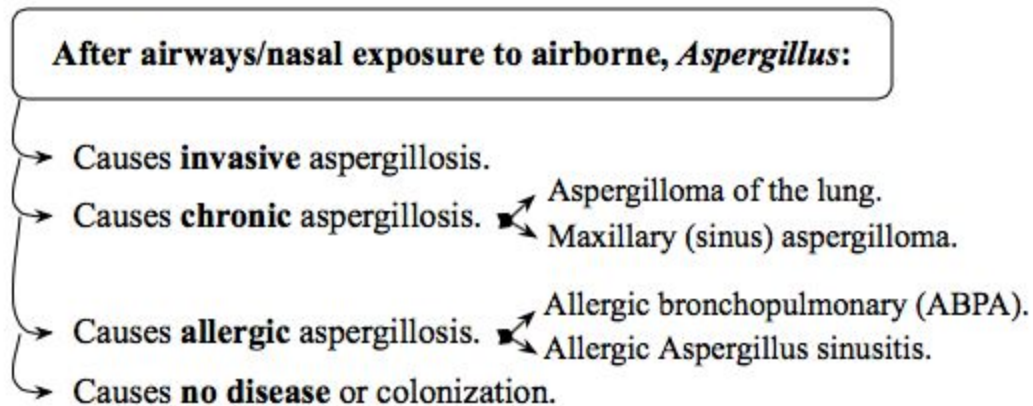 After airways/nasal exposure to airborne, Aspergillus:
Causes invasive aspergillosis.
Causes chronic aspergillosis.
Aspergilloma of the lung.
Maxillary (sinus) aspergilloma.
Causes allergic aspergillosis.
Allergic bronchopulmonary (ABPA).
Allergic Aspergillus sinusitis.
Causes no disease or colonization.